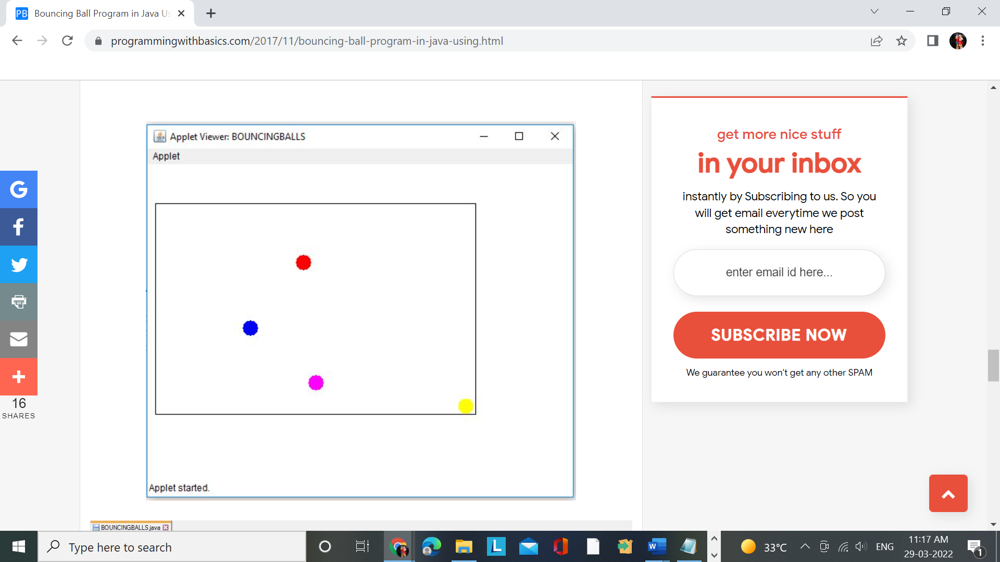 PB Bouncing Ball Program in Java Us
programmingwithbasics.com/2017/11/bouncing-ball-program-in-java-using.html
Applet Viewer: BOUNCINGBALLS
Applet
Applet started.
BOUNCINGBALLS.java
G
f
+
16
SHARES
get more nice stuff
in your inbox
instantly by Subscribing to us. So you
will get email everytime we post
something new here
enter email id here...
SUBSCRIBE NOW
We guarantee you won't get any other SPAM
Type here to search
L
W
33°C
ENG
11:17 AM
29-03-2022
1